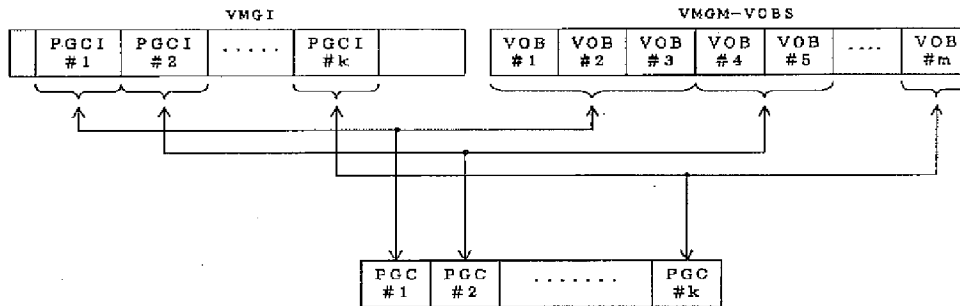 VMGI
VMGM-VOBS
PGCI PGCI ..... PGCI
#1 #2 #k
VOB VOB VOB VOB VOB .... VOB
#1 #2 #3 #4 #5 #m
PGC PGC ....... PGC
#1 #2 #k